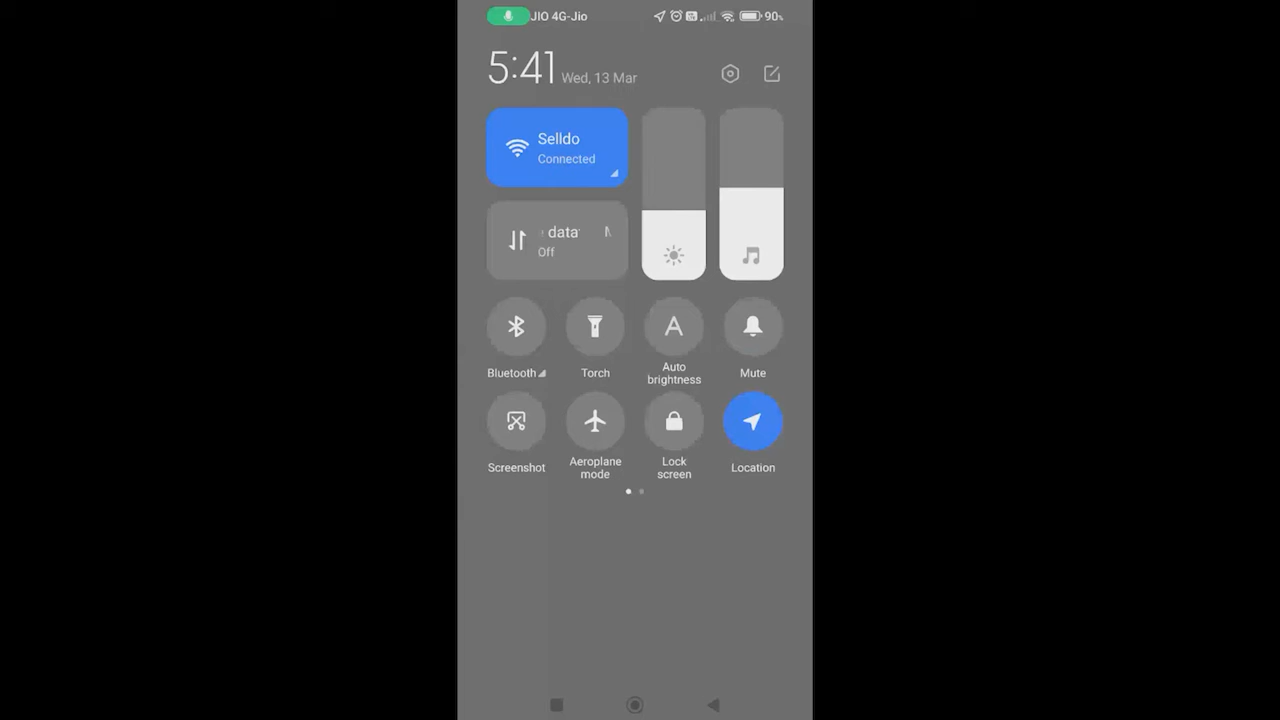 JIO 4G-Jio 90%
5:41 Wed, 13 Mar
Selldo
Connected
data
Off
Bluetooth Torch Auto brightness Mute
Screenshot Aeroplane mode Lock screen Location